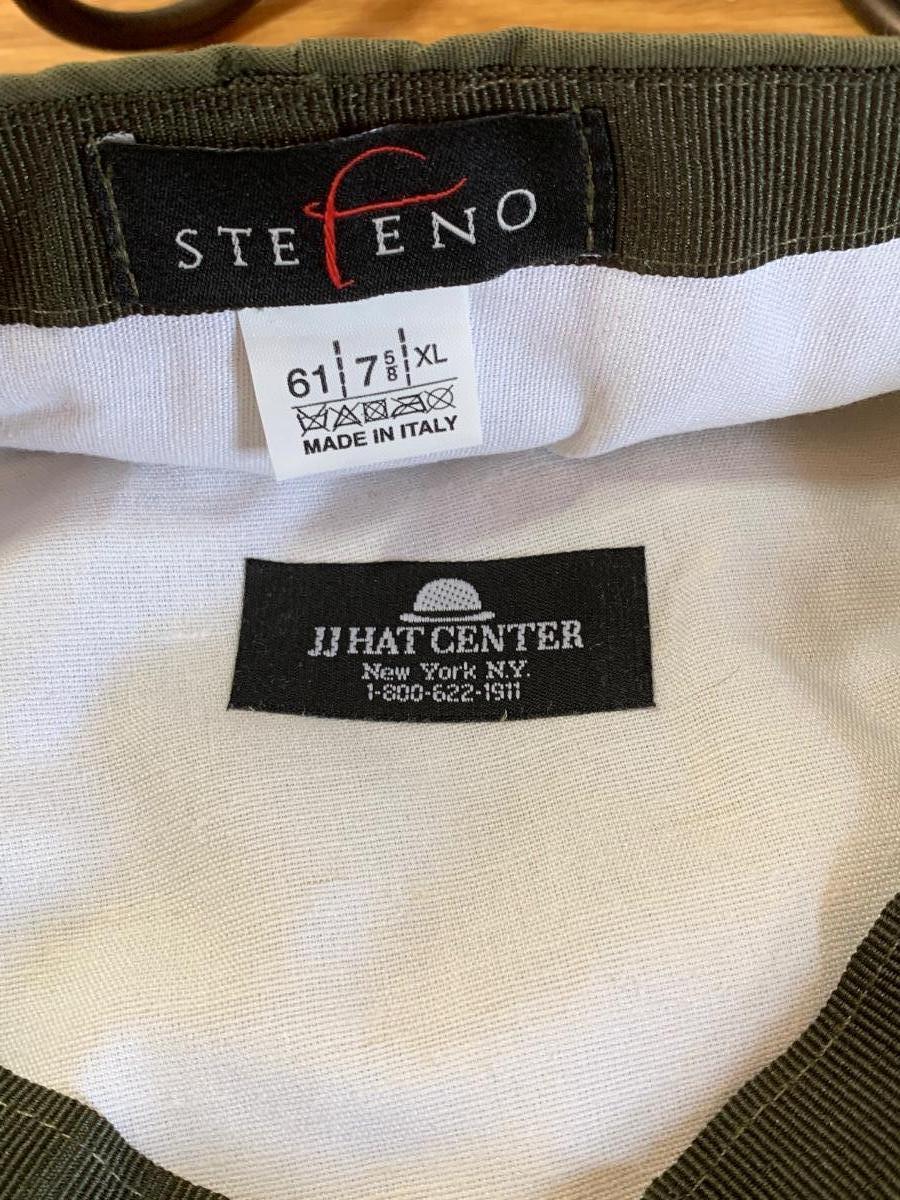 STEFENO
61 7 5/8 XL
MADE IN ITALY
JJ HAT CENTER
New York N.Y.
1-800-622-1911